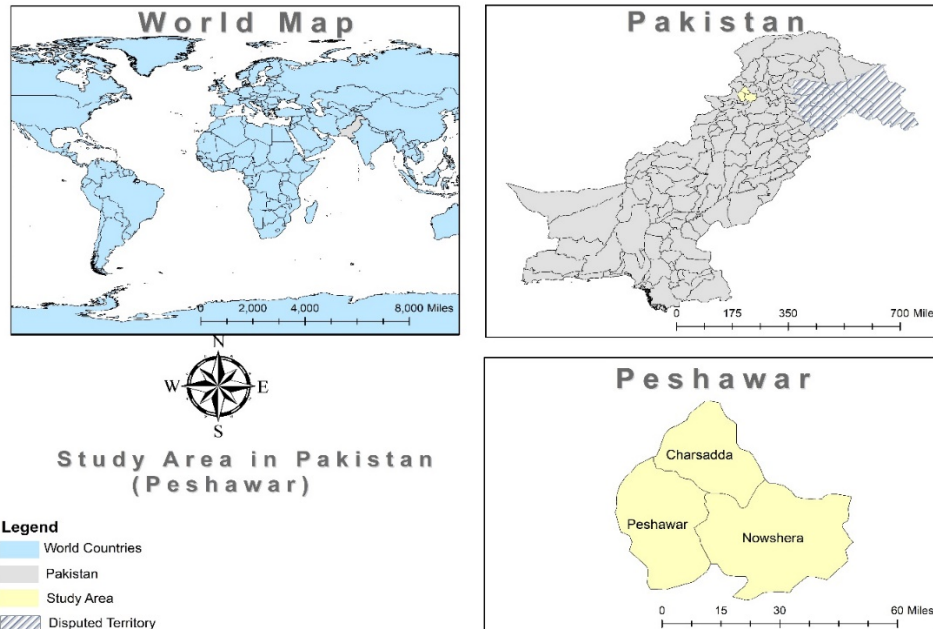 World Map
0 2,000 4,000 8,000 Miles
Pakistan
0 175 350 700 Mile
N
W E
S
Study Area in Pakistan
(Peshawar)
Legend
World Countries
Pakistan
Study Area
Disputed Territory
Peshawar
Charsadda
Peshawar
Nowshera
0 15 30 60 Miles